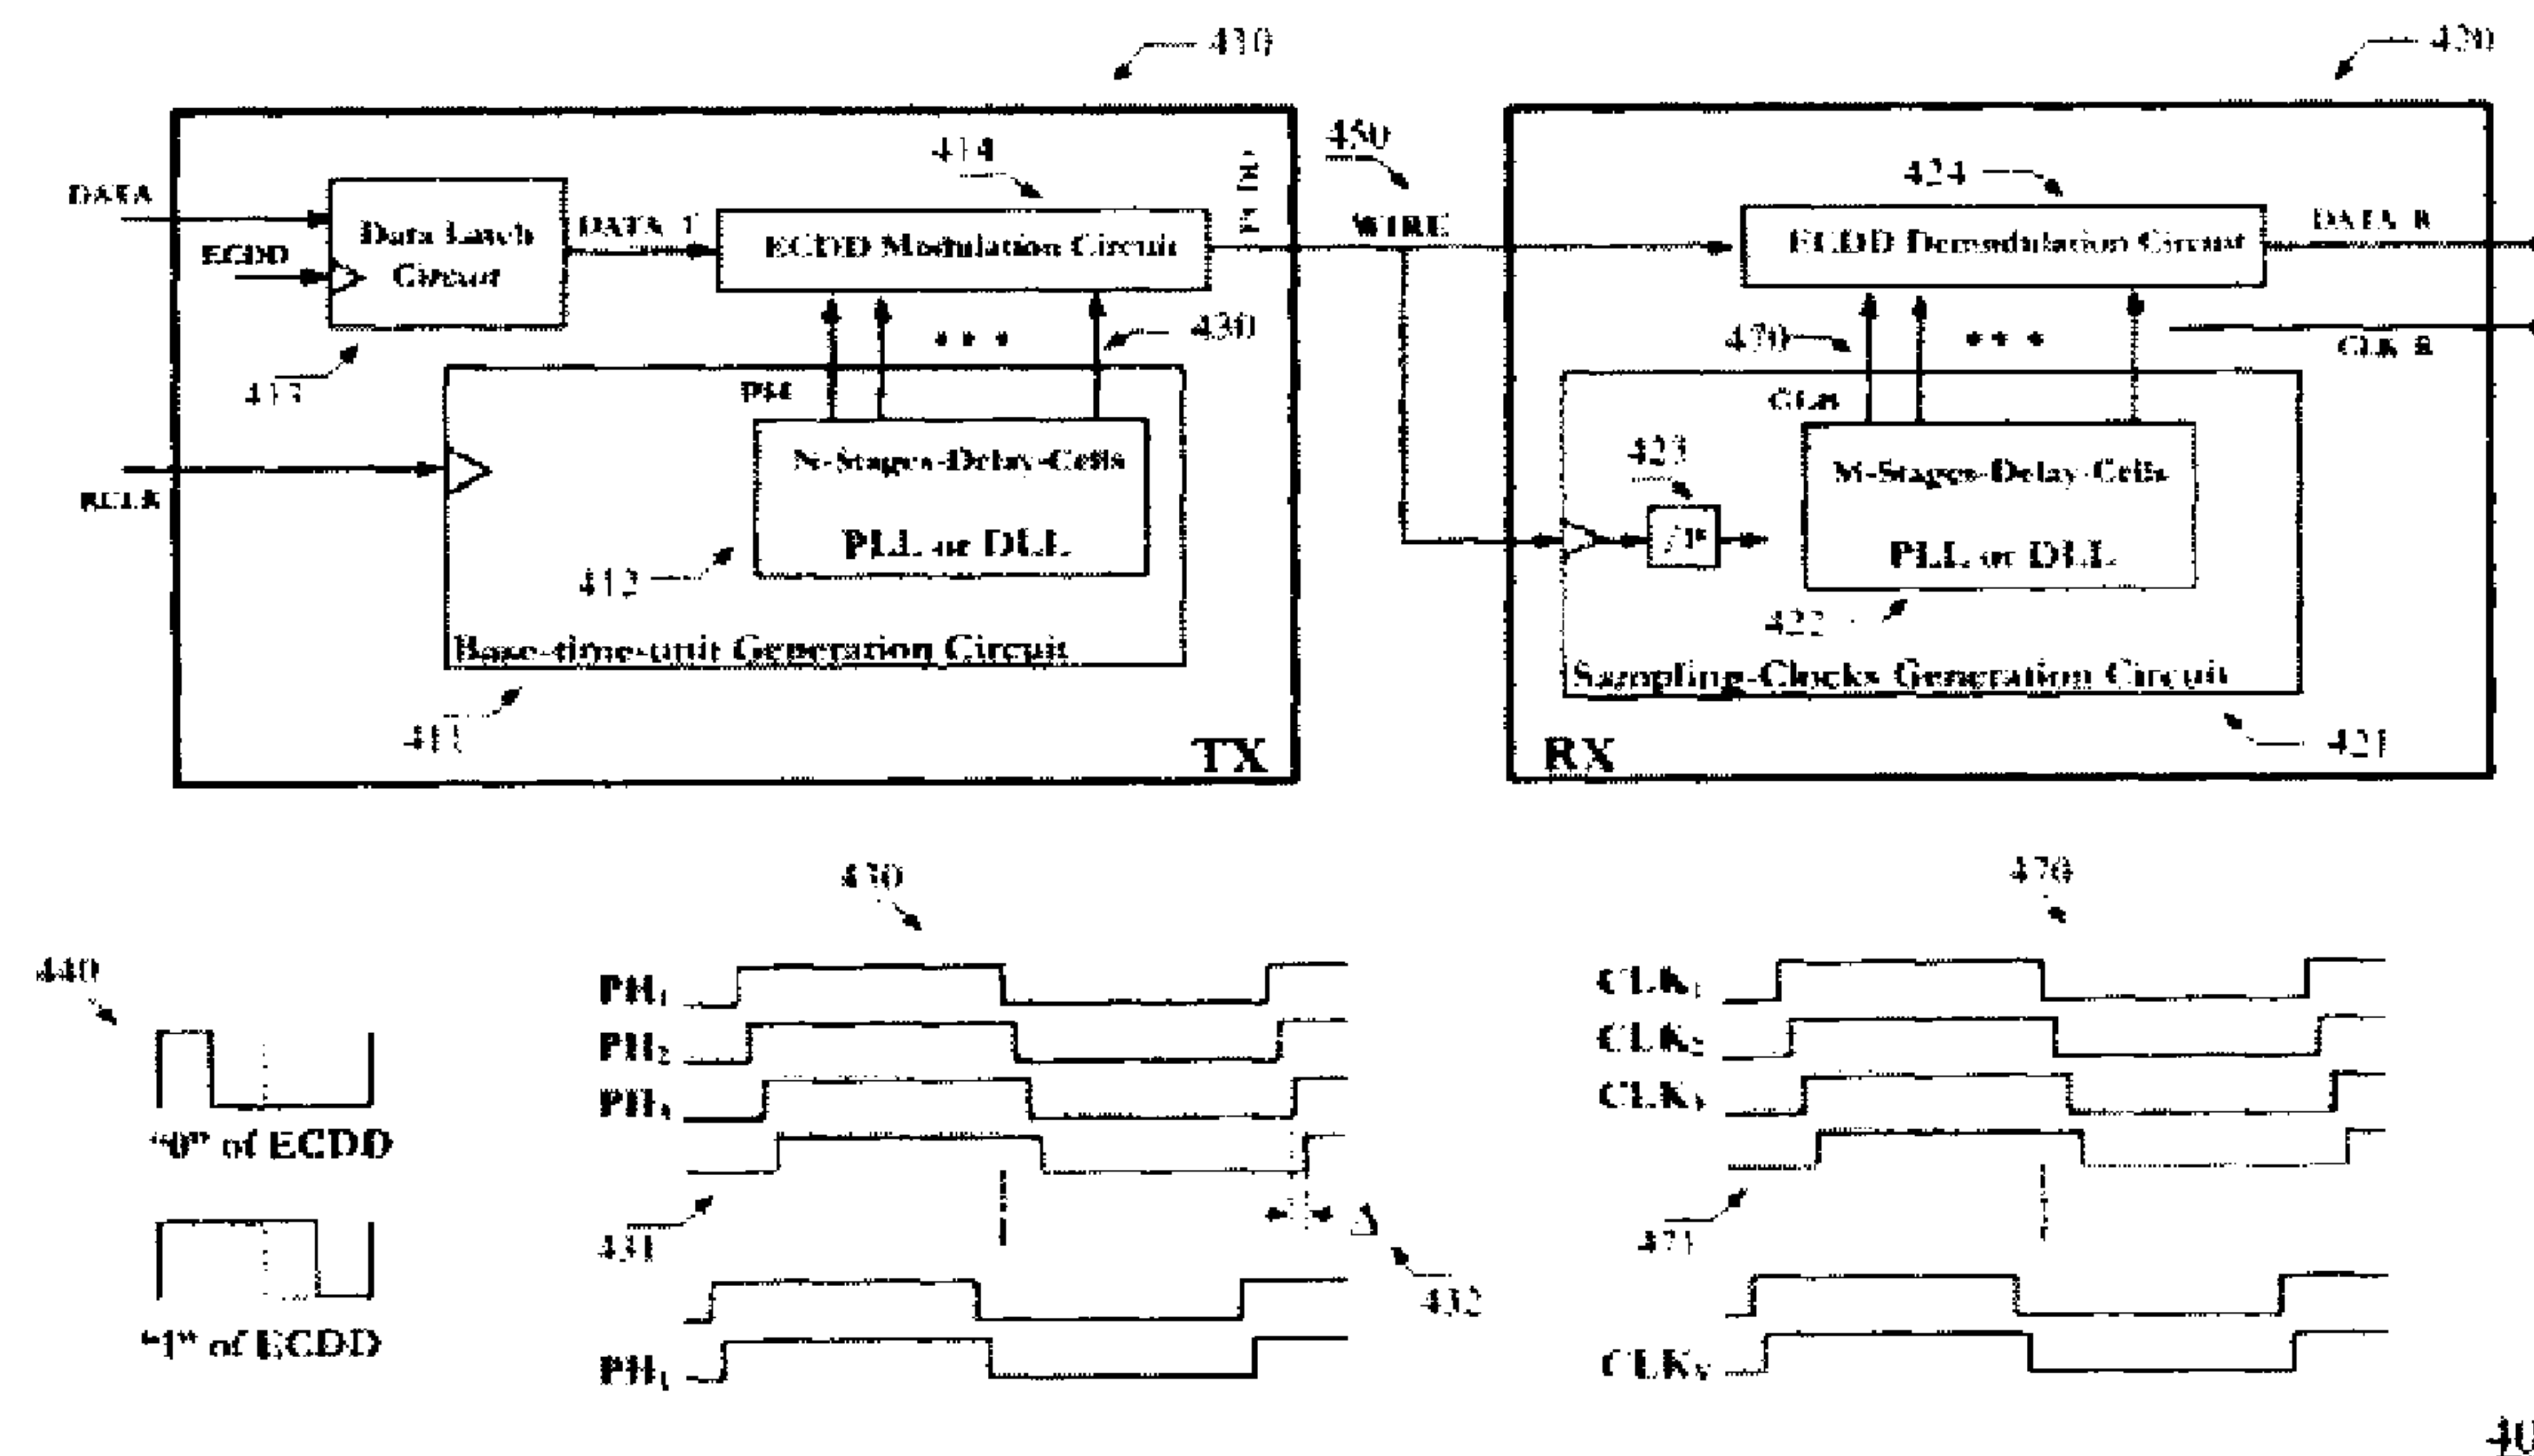 410
420
450
414
424
DATA
Data Latch
Circuit
DATA_T
ECDD
ECDD Modulation Circuit
WIRE
ECDD Demodulation Circuit
DATA_R
430
470
CLK_R
413
PH
RCLK
N-Stages-Delay-Cells
PLL or DLL
412
423
M-Stages-Delay-Cells
PLL or DLL
422
Base-time-unit Generation Circuit
Sampling-Clocks Generation Circuit
411
421
TX
RX
430
470
440
PH₁
CLK₁
PH₂
CLK₂
PH₃
CLK₃
"0" of ECDD
431
Δ
471
432
"1" of ECDD